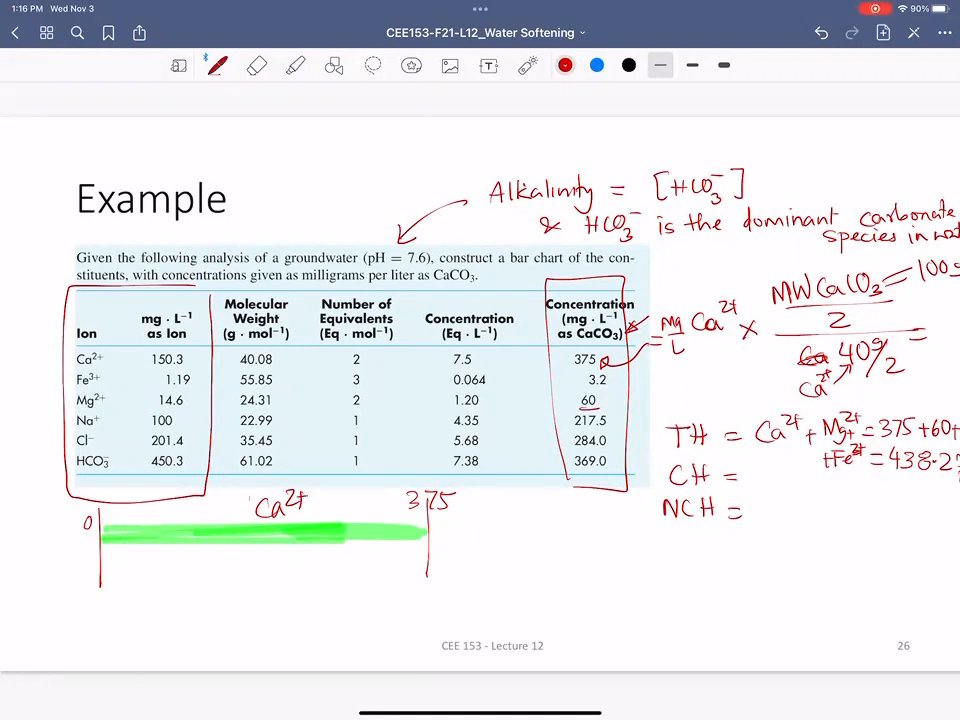 1:16 PM Wed Nov 3
90%
CEE153-F21-L12_Water Softening
Example
Alkalinity = [HCO₃⁻]
& HCO₃⁻ is the dominant carbonate
species in wat
Given the following analysis of a groundwater (pH = 7.6), construct a bar chart of the con-
stituents, with concentrations given as milligrams per liter as CaCO₃.
Ion mg · L⁻¹ as Ion Molecular Weight (g · mol⁻¹) Number of Equivalents (Eq · mol⁻¹) Concentration (Eq · L⁻¹) Concentration (mg · L⁻¹ as CaCO₃)
Ca²⁺ 150.3 40.08 2 7.5 375
Fe³⁺ 1.19 55.85 3 0.064 3.2
Mg²⁺ 14.6 24.31 2 1.20 60
Na⁺ 100 22.99 1 4.35 217.5
Cl⁻ 201.4 35.45 1 5.68 284.0
HCO₃⁻ 450.3 61.02 1 7.38 369.0
= mg/L Ca²⁺ × (MW CaCO₃ = 100g / 2) / (40g/2) =
Ca²⁺
TH = Ca²⁺ + Mg²⁺ = 375+60+
+Fe³⁺ = 438.2
CH =
NCH =
0 Ca²⁺ 375
CEE 153 - Lecture 12
26